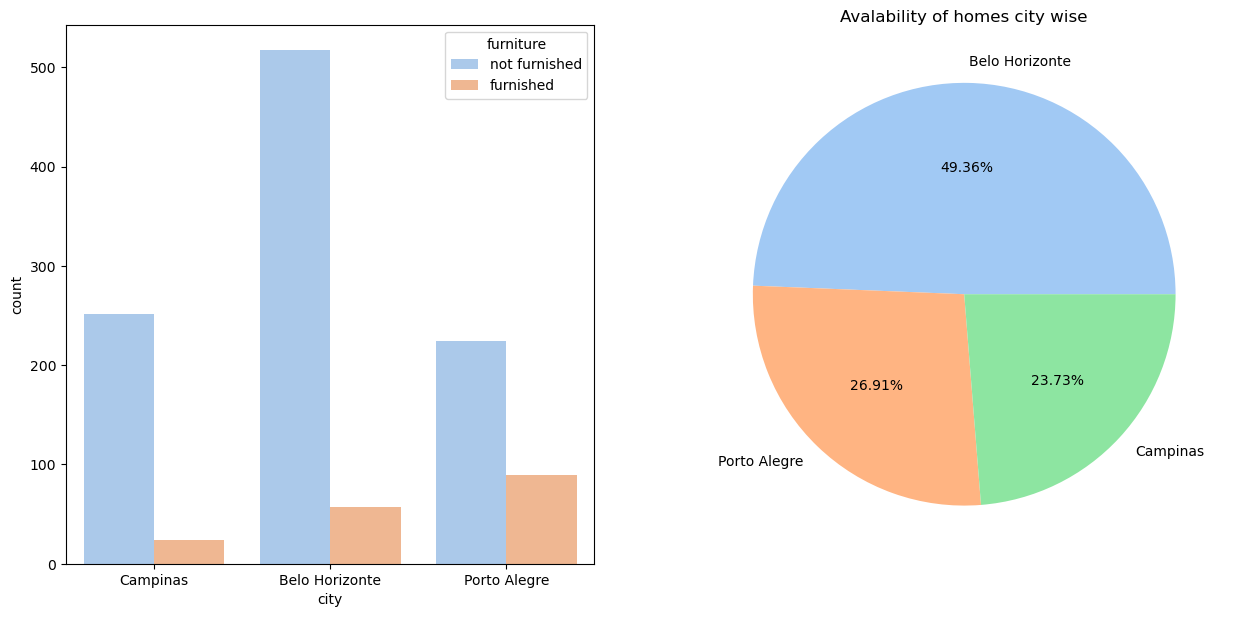 furniture
not furnished
furnished
500
400
300
200
100
0
count
Campinas
Belo Horizonte
Porto Alegre
city
Avalability of homes city wise
Belo Horizonte
49.36%
26.91%
23.73%
Porto Alegre
Campinas